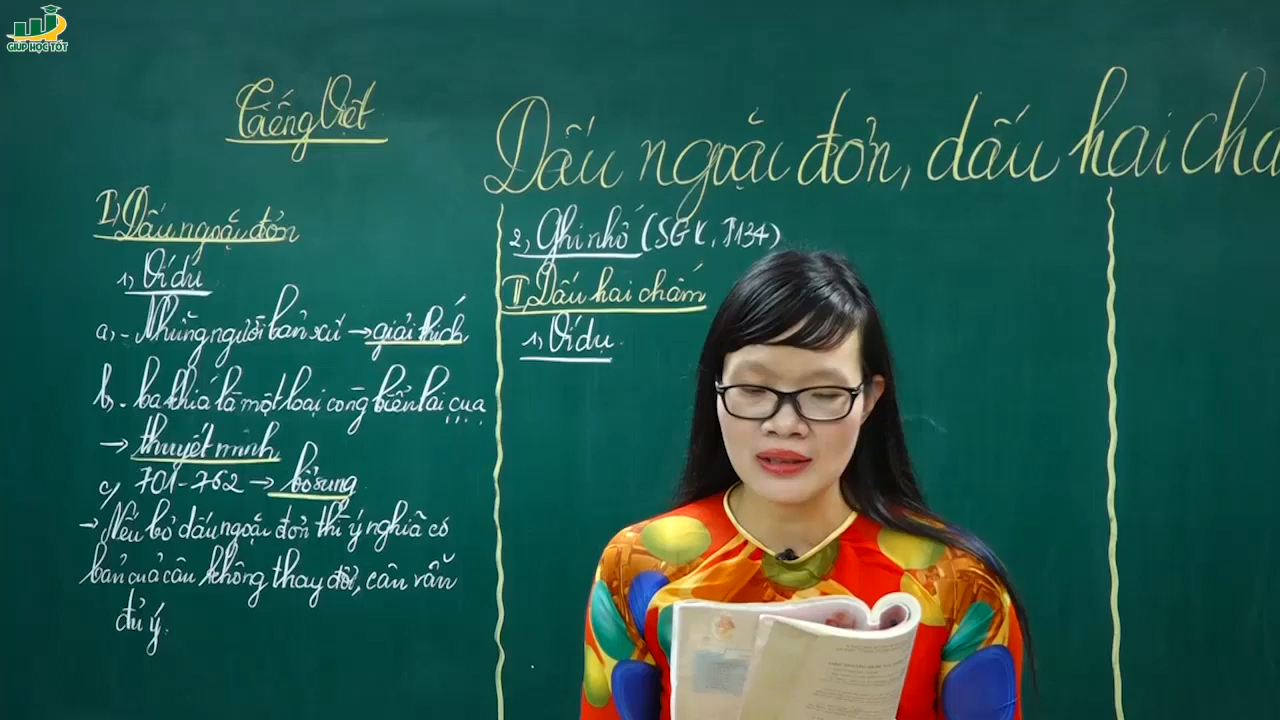 GIÚP HỌC TỐT
Tiếng Việt
Dấu ngoặc đơn, dấu hai chấ
I, Dấu ngoặc đơn
1, Ví dụ
a, - Những người bản xứ → giải thích
b, - ba khía là một loại còng biển lai cua
→ thuyết minh
c, 701 - 762 → bổ sung
→ Nếu bỏ dấu ngoặc đơn thì ý nghĩa cơ
bản của câu không thay đổi, câu vẫn
đủ ý.
2, Ghi nhớ (SGK, T134)
II, Dấu hai chấm
1, Ví dụ